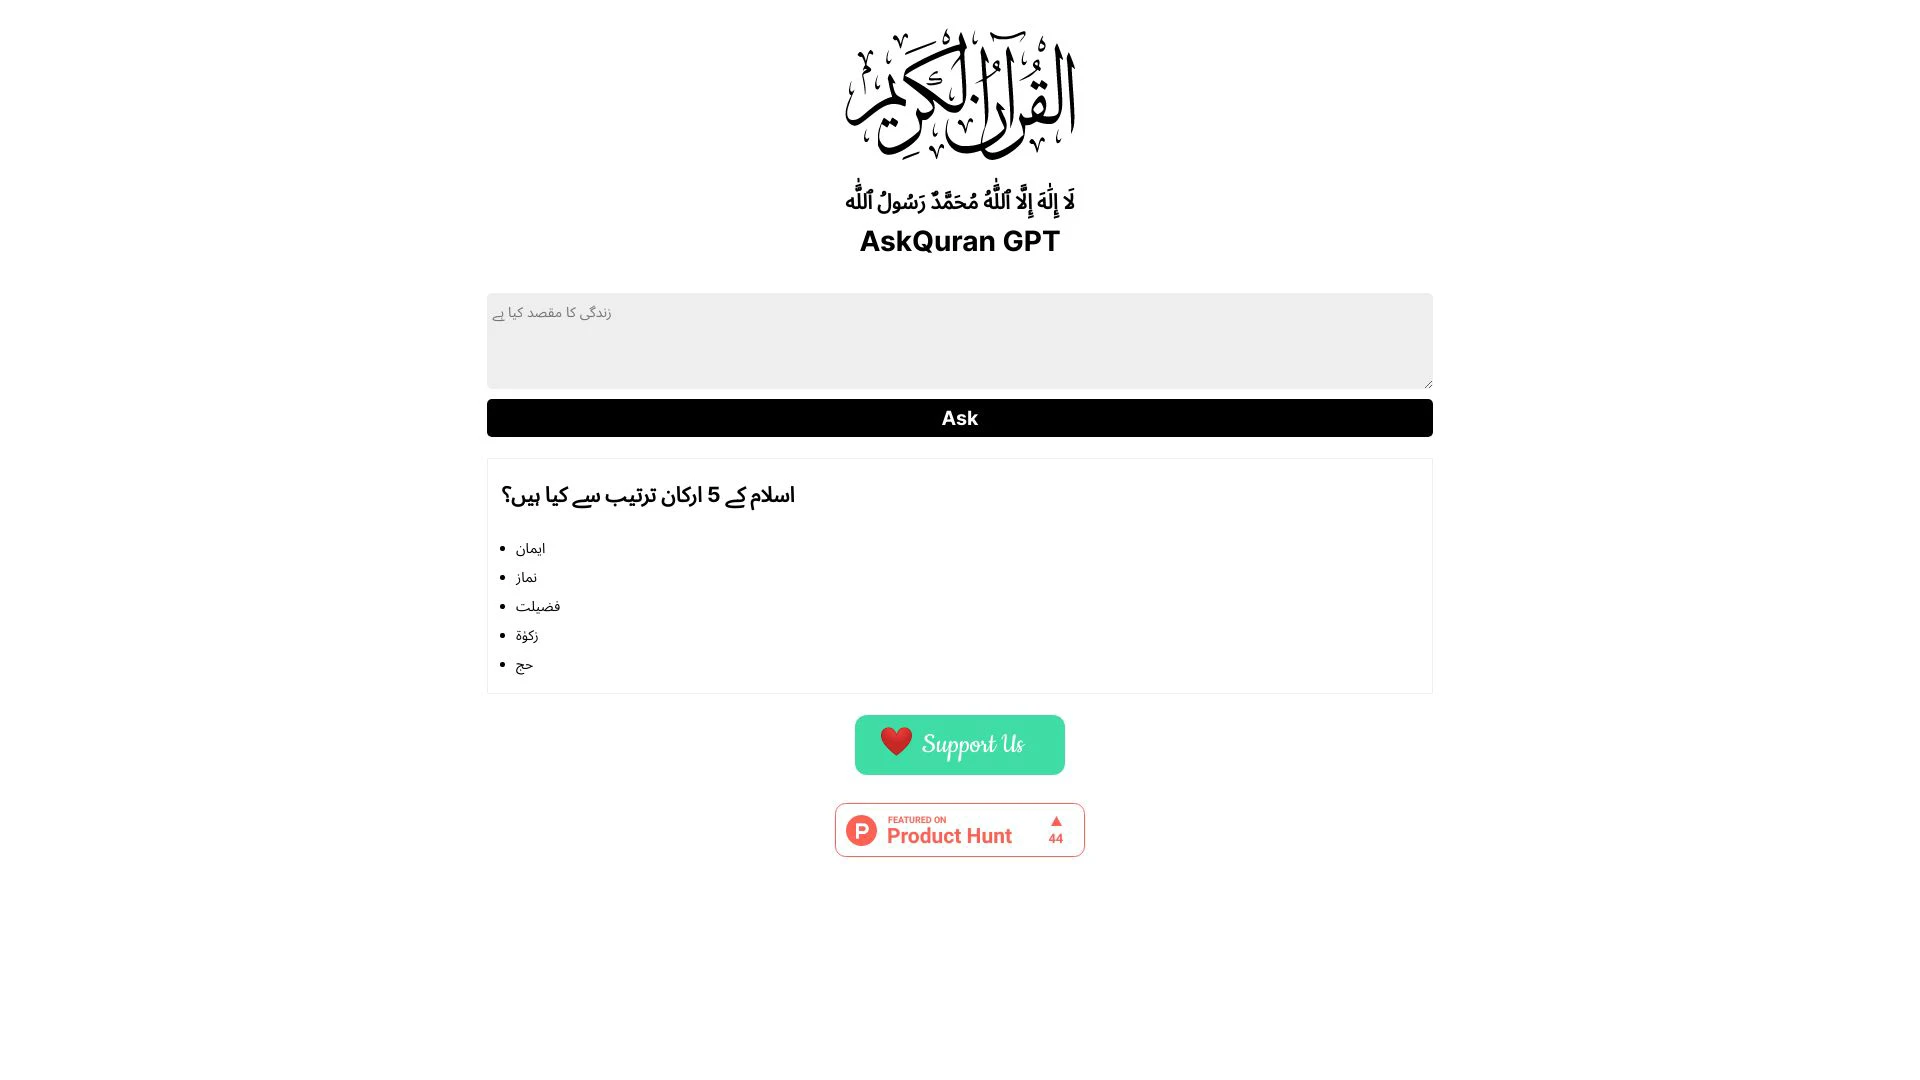 القرآن الكريم
لَا إِلَٰهَ إِلَّا ٱللَّٰهُ مُحَمَّدٌ رَسُولُ ٱللَّٰه
AskQuran GPT
زندگی کا مقصد کیا ہے
Ask
اسلام کے 5 ارکان ترتیب سے کیا ہیں؟
ایمان
نماز
فضیلت
زکوٰۃ
حج
Support Us
FEATURED ON
Product Hunt
44